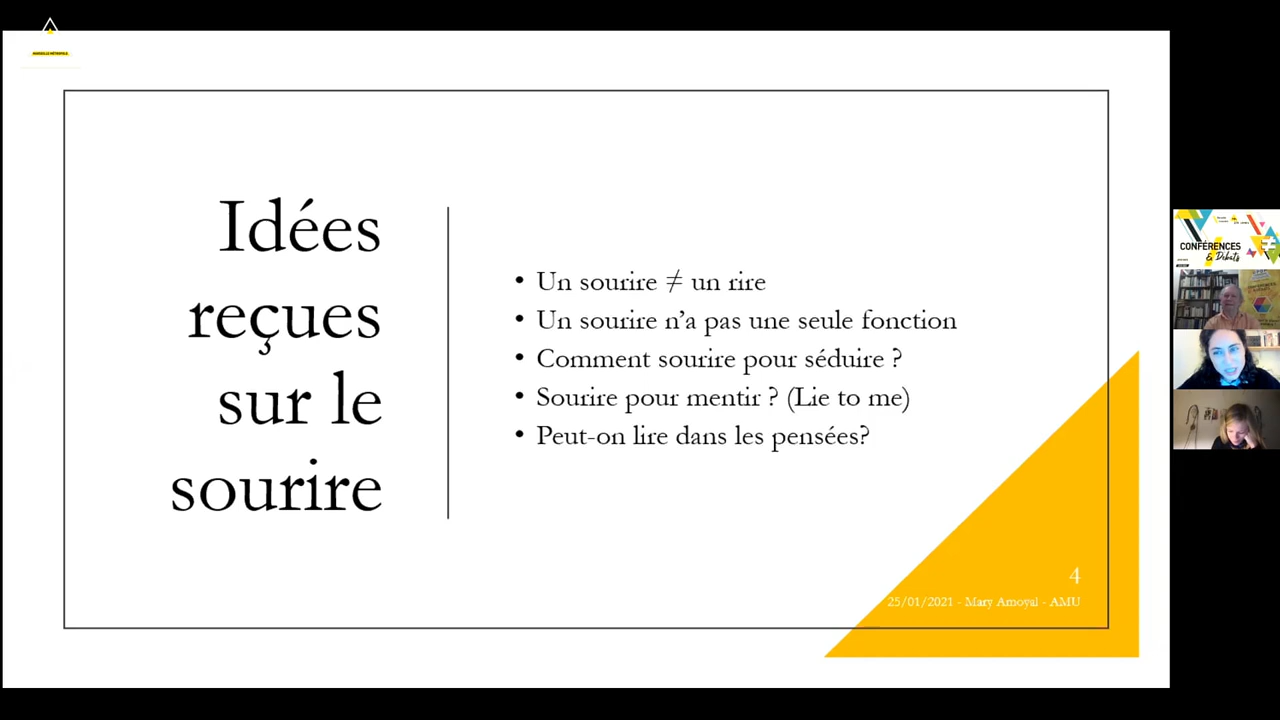 MARSEILLE MÉTROPOLE
Idées
reçues
sur le
sourire
• Un sourire ≠ un rire
• Un sourire n’a pas une seule fonction
• Comment sourire pour séduire ?
• Sourire pour mentir ? (Lie to me)
• Peut-on lire dans les pensées?
4
25/01/2021 - Mary Amoyal - AMU
CONFÉRENCES
& Débats